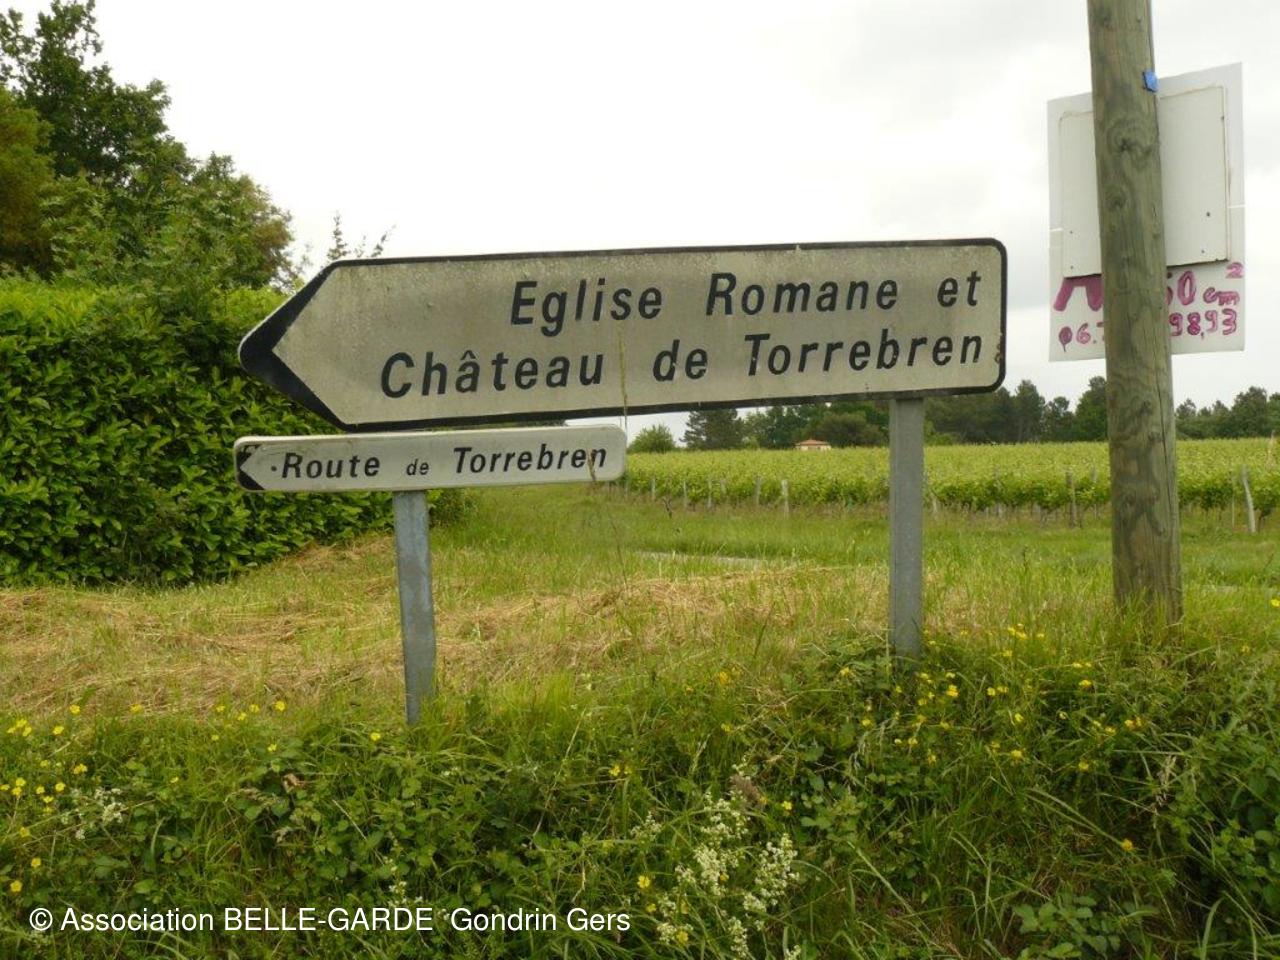 Eglise Romane et
Château de Torrebren
Route de Torrebren
© Association BELLE-GARDE Gondrin Gers